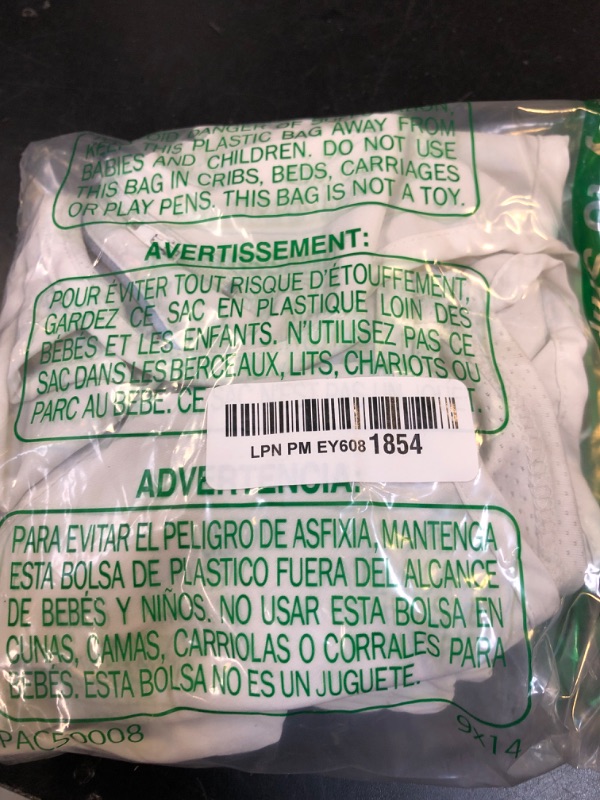 KEEP THIS PLASTIC BAG AWAY FROM
BABIES AND CHILDREN. DO NOT USE
THIS BAG IN CRIBS, BEDS, CARRIAGES
OR PLAY PENS. THIS BAG IS NOT A TOY.
AVERTISSEMENT:
POUR ÉVITER TOUT RISQUE D'ÉTOUFFEMENT,
GARDEZ CE SAC EN PLASTIQUE LOIN DES
BÉBÉS ET LES ENFANTS. N'UTILISEZ PAS CE
SAC DANS LES BERCEAUX, LITS, CHARIOTS OU
PARC AU BÉBÉ. CE
LPN PM EY608 1854
ADVERTENCIA:
PARA EVITAR EL PELIGRO DE ASFIXIA, MANTENGA
ESTA BOLSA DE PLASTICO FUERA DEL ALCANCE
DE BEBÉS Y NIÑOS. NO USAR ESTA BOLSA EN
CUNAS, CAMAS, CARRIOLAS O CORRALES PARA
BEBÉS. ESTA BOLSA NO ES UN JUGUETE.
PAC50008
9x14